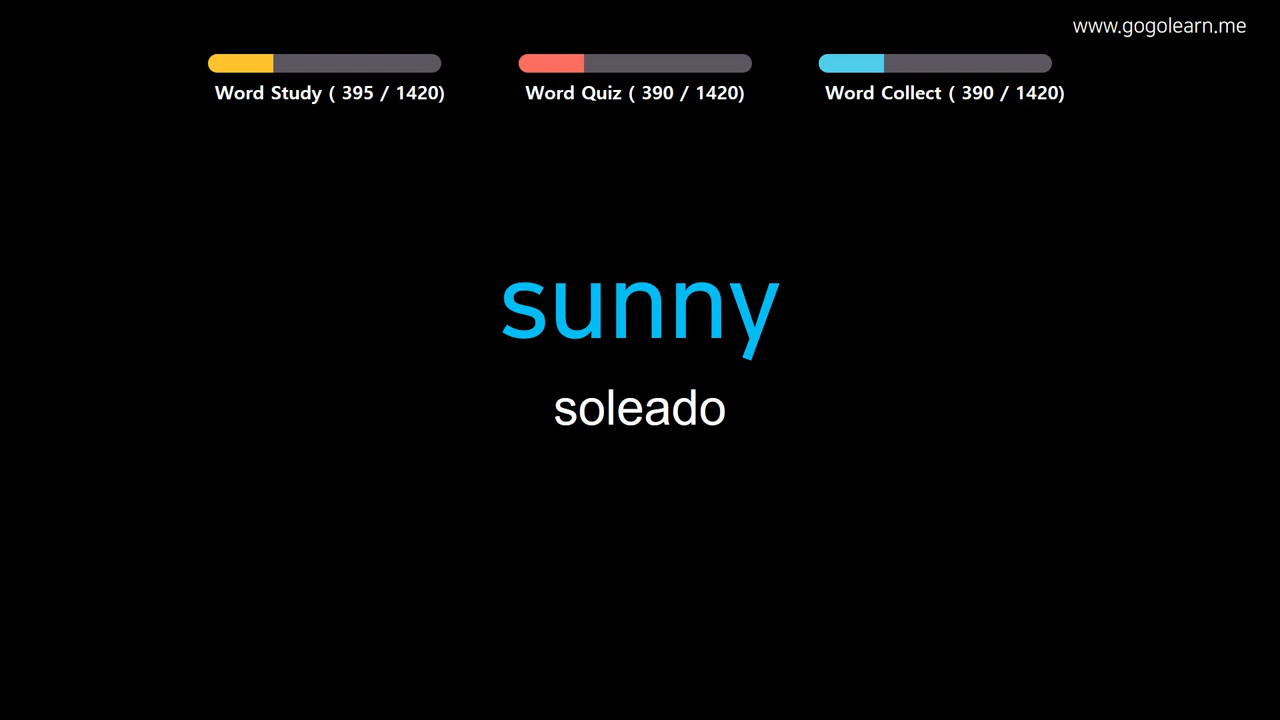 www.gogolearn.me
Word Study ( 395 / 1420)
Word Quiz ( 390 / 1420)
Word Collect ( 390 / 1420)
sunny
soleado